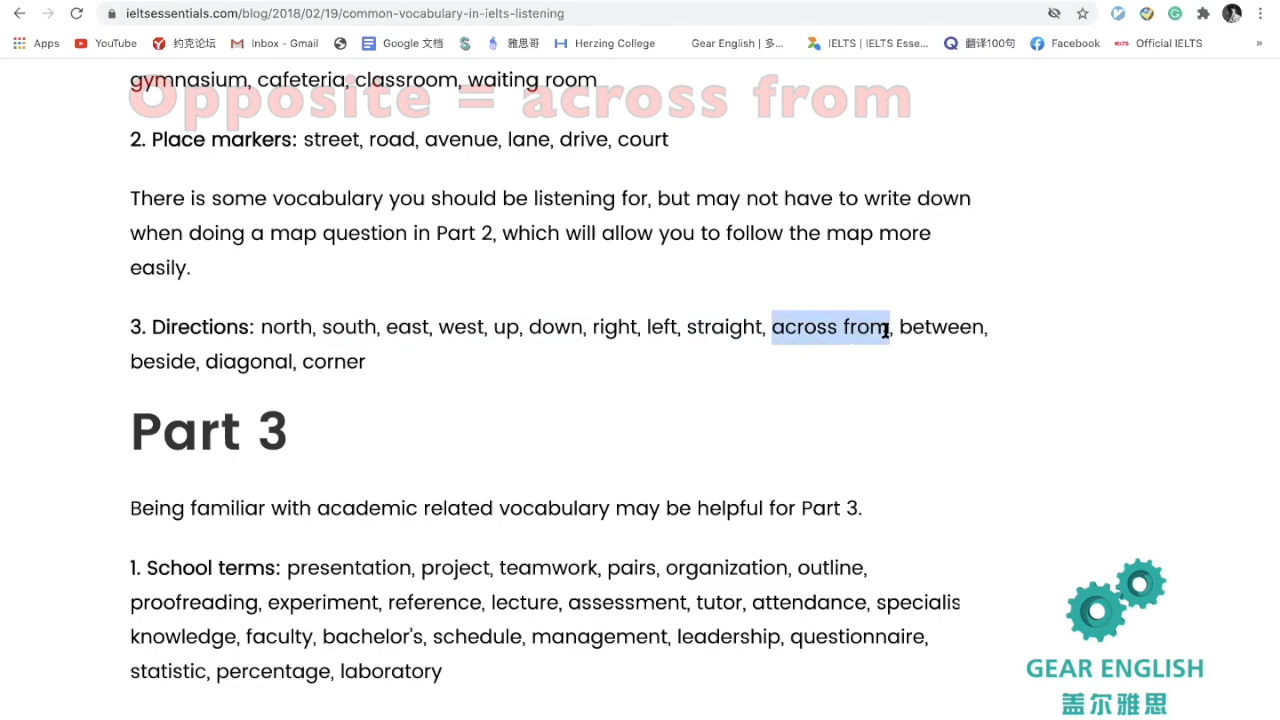 ieltsessentials.com/blog/2018/02/19/common-vocabulary-in-ielts-listening
Apps YouTube 约克论坛 Inbox - Gmail Google 文档 雅思哥 Herzing College Gear English | 多... IELTS | IELTS Esse... 翻译100句 Facebook IELTS Official IELTS »
gymnasium, cafeteria, classroom, waiting room
Opposite = across from
2. Place markers: street, road, avenue, lane, drive, court
There is some vocabulary you should be listening for, but may not have to write down
when doing a map question in Part 2, which will allow you to follow the map more
easily.
3. Directions: north, south, east, west, up, down, right, left, straight, across from, between,
beside, diagonal, corner
Part 3
Being familiar with academic related vocabulary may be helpful for Part 3.
1. School terms: presentation, project, teamwork, pairs, organization, outline,
proofreading, experiment, reference, lecture, assessment, tutor, attendance, specialis
knowledge, faculty, bachelor's, schedule, management, leadership, questionnaire,
statistic, percentage, laboratory
GEAR ENGLISH
盖尔雅思